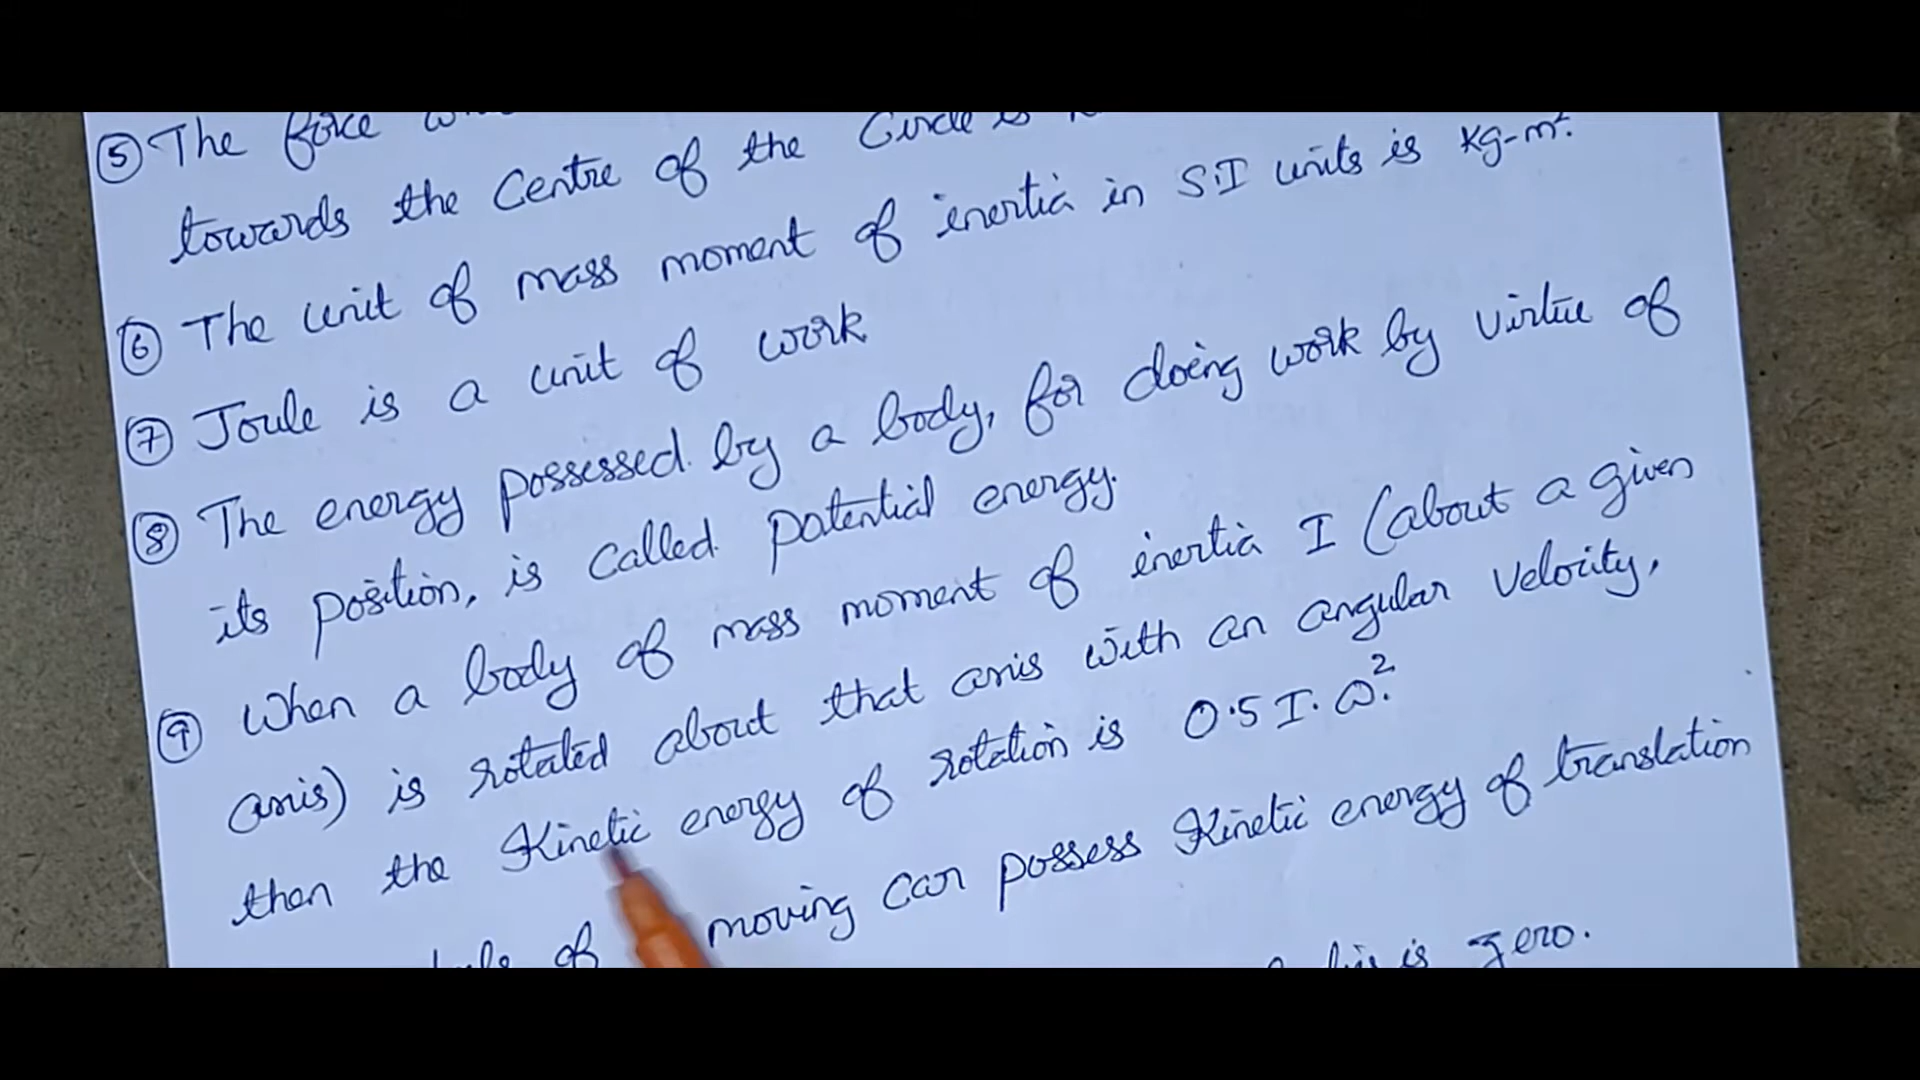 ⑤ The force
towards the Centre of the Circle is
⑥ The unit of mass moment of inertia in S.I units is kg-m².
⑦ Joule is a unit of work
⑧ The energy possessed by a body, for doing work by virtue of
its position, is called potential energy.
⑨ When a body of mass moment of inertia I (about a given
axis) is rotated about that axis with an angular velocity,
then the Kinetic energy of rotation is 0.5 I. ω².
of moving car possess Kinetic energy of translation
is zero.